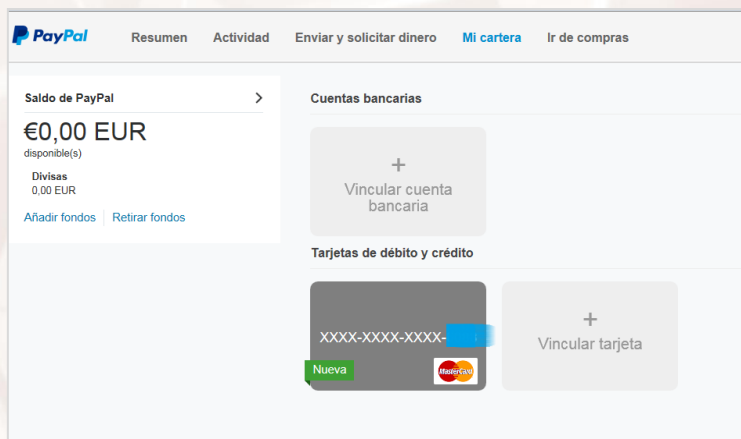 PayPal
Resumen Actividad Enviar y solicitar dinero Mi cartera Ir de compras
Saldo de PayPal
€0,00 EUR
disponible(s)
Divisas
0,00 EUR
Añadir fondos Retirar fondos
Cuentas bancarias
+
Vincular cuenta
bancaria
Tarjetas de débito y crédito
XXXX-XXXX-XXXX-
Nueva
MasterCard
+
Vincular tarjeta